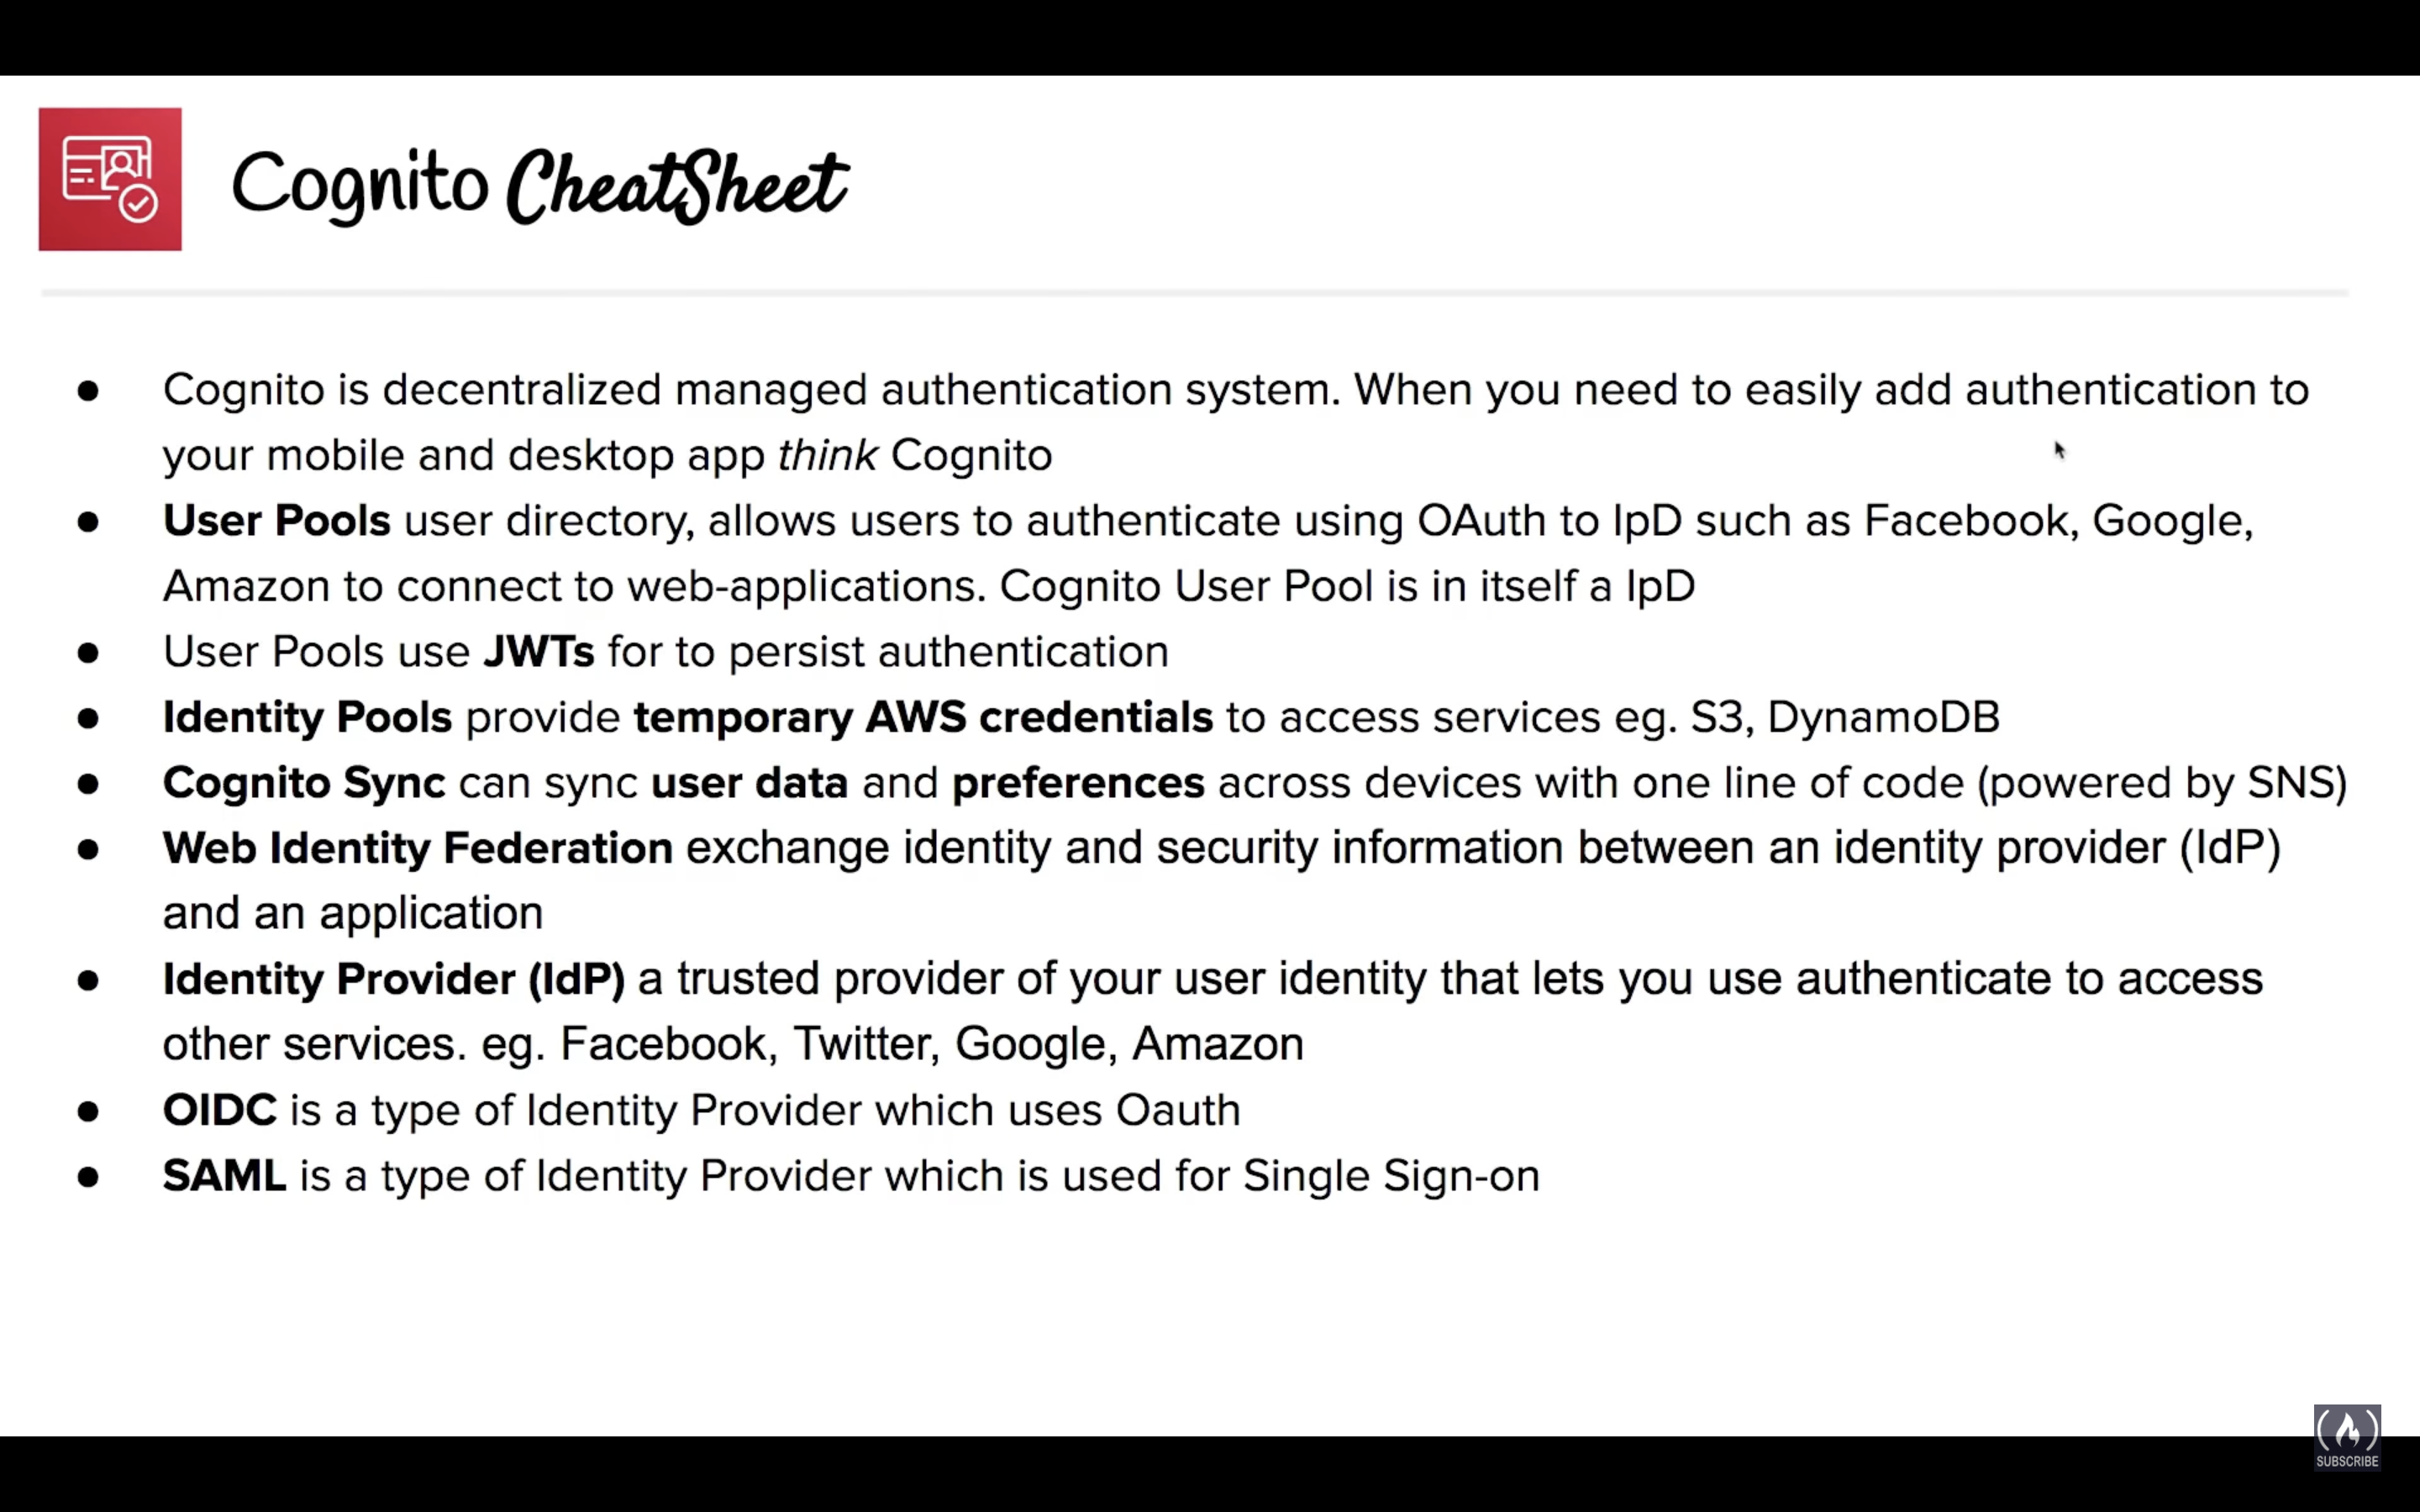 Cognito CheatSheet
● Cognito is decentralized managed authentication system. When you need to easily add authentication to
your mobile and desktop app think Cognito
● User Pools user directory, allows users to authenticate using OAuth to IpD such as Facebook, Google,
Amazon to connect to web-applications. Cognito User Pool is in itself a IpD
● User Pools use JWTs for to persist authentication
● Identity Pools provide temporary AWS credentials to access services eg. S3, DynamoDB
● Cognito Sync can sync user data and preferences across devices with one line of code (powered by SNS)
● Web Identity Federation exchange identity and security information between an identity provider (IdP)
and an application
● Identity Provider (IdP) a trusted provider of your user identity that lets you use authenticate to access
other services. eg. Facebook, Twitter, Google, Amazon
● OIDC is a type of Identity Provider which uses Oauth
● SAML is a type of Identity Provider which is used for Single Sign-on
SUBSCRIBE